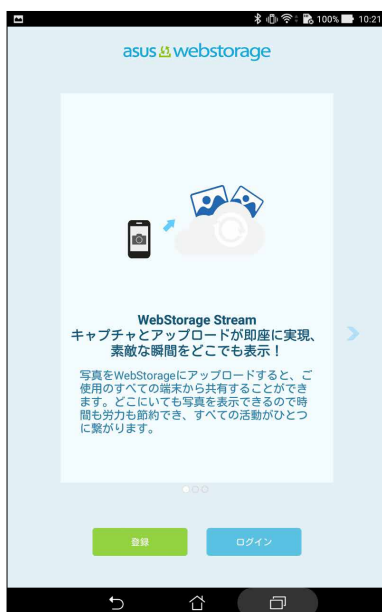 100% 10:21
asus webstorage
WebStorage Stream
キャプチャとアップロードが即座に実現、
素敵な瞬間をどこでも表示！
写真をWebStorageにアップロードすると、ご
使用のすべての端末から共有することができ
ます。どこにいても写真を表示できるので時
間も労力も節約でき、すべての活動がひとつ
に繋がります。
登録 ログイン